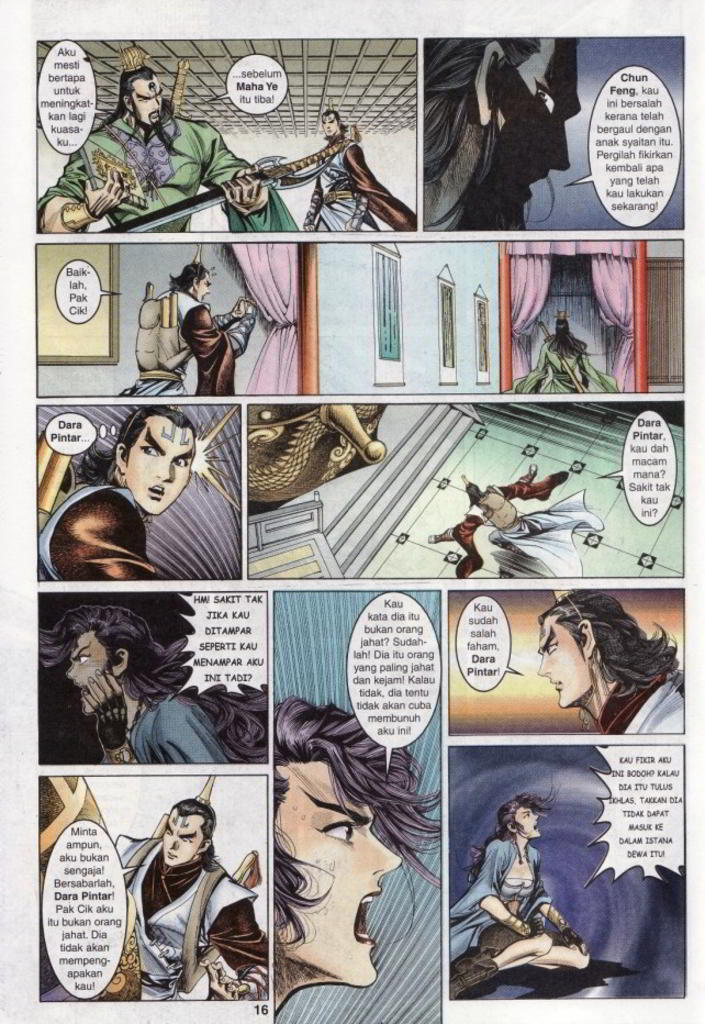 Aku
mesti
bertapa
untuk
meningkat-
kan lagi
kuasa-
ku...
...sebelum
Maha Ye
itu tiba!
Chun
Feng, kau
ini bersalah
kerana telah
bergaul dengan
anak syaitan itu.
Pergilah fikirkan
kembali apa
yang telah
kau lakukan
sekarang!
Baik-
lah,
Pak
Cik!
Dara
Pintar...
Dara
Pintar,
kau dah
macam
mana?
Sakit tak
kau
ini?
HM! SAKIT TAK
JIKA KAU
DITAMPAR
SEPERTI KAU
MENAMPAR AKU
INI TADI?
Kau
kata dia itu
bukan orang
jahat? Sudah-
lah! Dia itu orang
yang paling jahat
dan kejam! Kalau
tidak, dia tentu
tidak akan cuba
membunuh
aku ini!
Kau
sudah
salah
faham,
Dara
Pintar!
Minta
ampun,
aku bukan
sengaja!
Bersabarlah,
Dara Pintar!
Pak Cik aku
itu bukan orang
jahat. Dia
tidak akan
mempeng-
apakan
kau!
KAU FIKIR AKU
INI BODOH? KALAU
DIA ITU TULUS
IKHLAS, TAKKAN DIA
TIDAK DAPAT
MASUK KE
DALAM ISTANA
DEWA ITU!
16